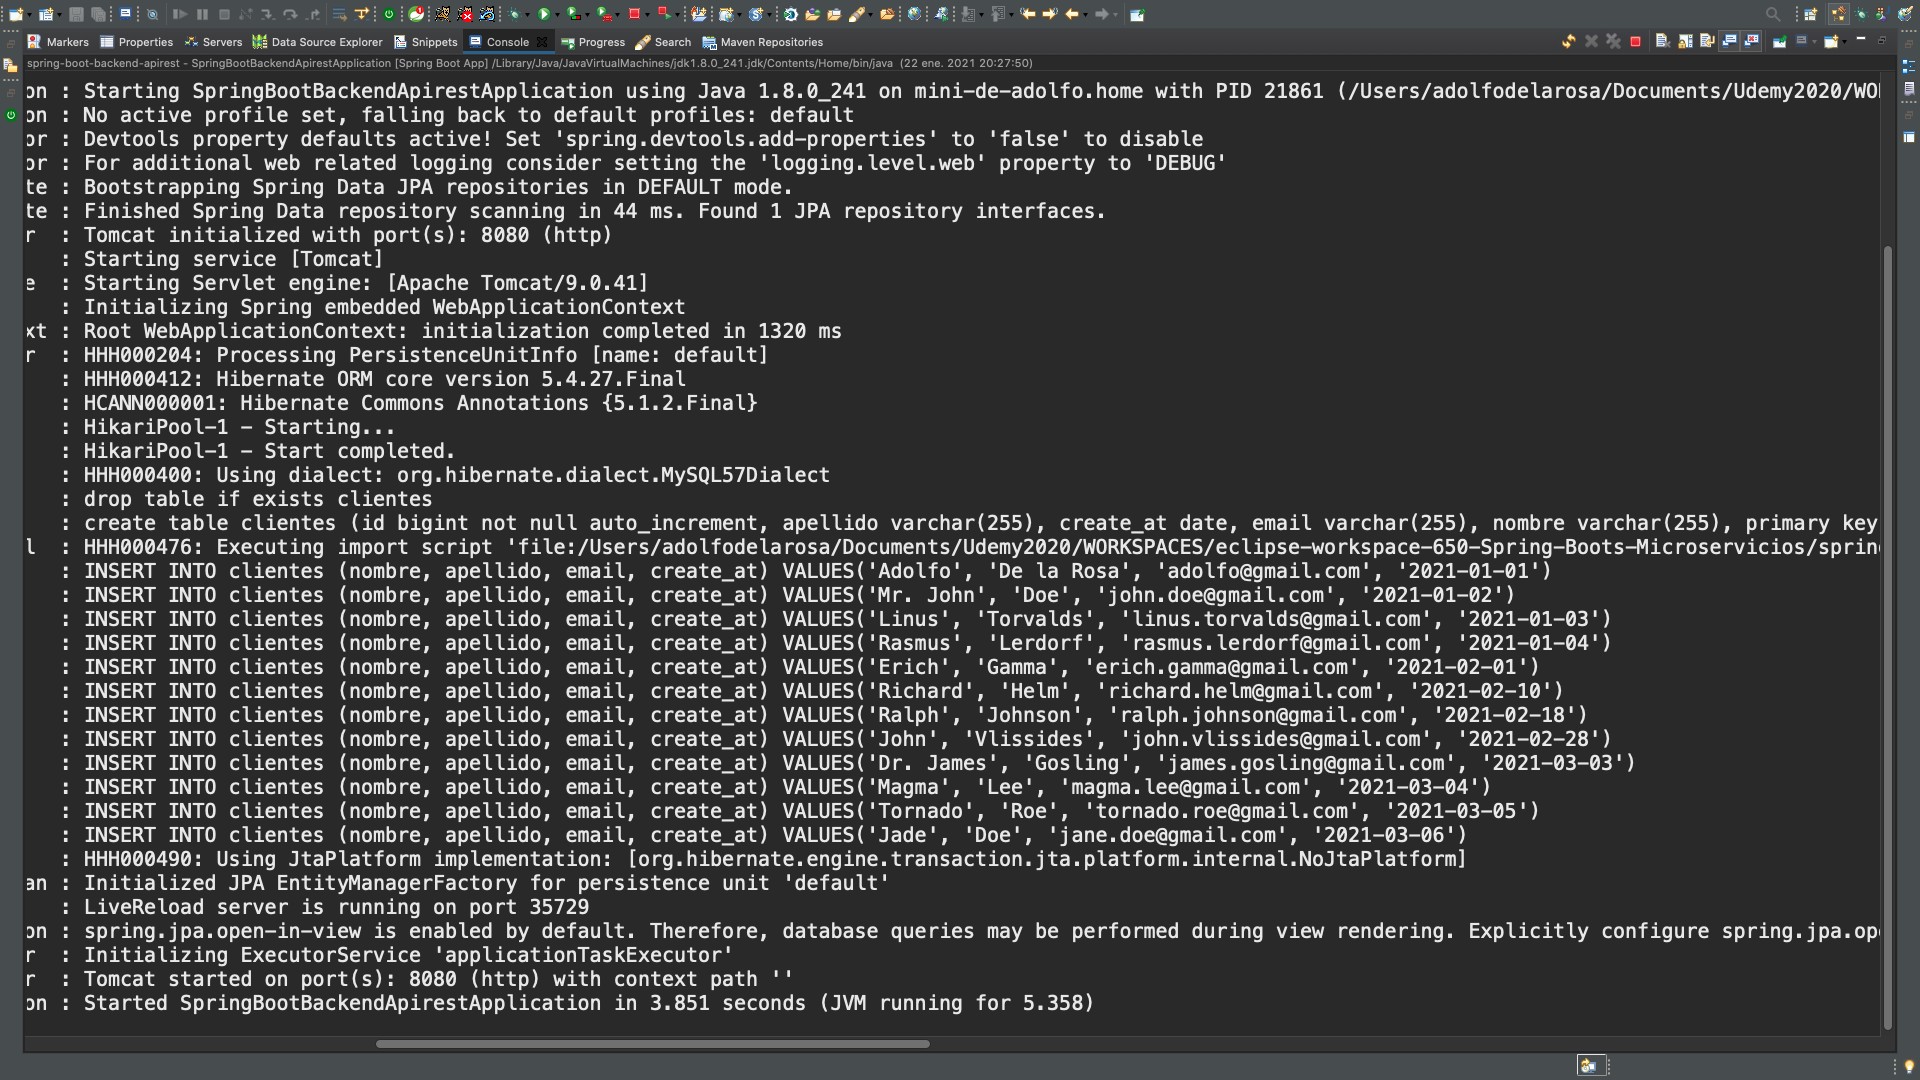 Markers Properties Servers Data Source Explorer Snippets Console Progress Search Maven Repositories
spring-boot-backend-apirest - SpringBootBackendApirestApplication [Spring Boot App] /Library/Java/JavaVirtualMachines/jdk1.8.0_241.jdk/Contents/Home/bin/java (22 ene. 2021 20:27:50)
on : Starting SpringBootBackendApirestApplication using Java 1.8.0_241 on mini-de-adolfo.home with PID 21861 (/Users/adolfodelarosa/Documents/Udemy2020/WO
on : No active profile set, falling back to default profiles: default
or : Devtools property defaults active! Set 'spring.devtools.add-properties' to 'false' to disable
or : For additional web related logging consider setting the 'logging.level.web' property to 'DEBUG'
te : Bootstrapping Spring Data JPA repositories in DEFAULT mode.
te : Finished Spring Data repository scanning in 44 ms. Found 1 JPA repository interfaces.
r : Tomcat initialized with port(s): 8080 (http)
: Starting service [Tomcat]
e : Starting Servlet engine: [Apache Tomcat/9.0.41]
: Initializing Spring embedded WebApplicationContext
xt : Root WebApplicationContext: initialization completed in 1320 ms
r : HHH000204: Processing PersistenceUnitInfo [name: default]
: HHH000412: Hibernate ORM core version 5.4.27.Final
: HCANN000001: Hibernate Commons Annotations {5.1.2.Final}
: HikariPool-1 - Starting...
: HikariPool-1 - Start completed.
: HHH000400: Using dialect: org.hibernate.dialect.MySQL57Dialect
: drop table if exists clientes
: create table clientes (id bigint not null auto_increment, apellido varchar(255), create_at date, email varchar(255), nombre varchar(255), primary key
l : HHH000476: Executing import script 'file:/Users/adolfodelarosa/Documents/Udemy2020/WORKSPACES/eclipse-workspace-650-Spring-Boots-Microservicios/sprin
: INSERT INTO clientes (nombre, apellido, email, create_at) VALUES('Adolfo', 'De la Rosa', 'adolfo@gmail.com', '2021-01-01')
: INSERT INTO clientes (nombre, apellido, email, create_at) VALUES('Mr. John', 'Doe', 'john.doe@gmail.com', '2021-01-02')
: INSERT INTO clientes (nombre, apellido, email, create_at) VALUES('Linus', 'Torvalds', 'linus.torvalds@gmail.com', '2021-01-03')
: INSERT INTO clientes (nombre, apellido, email, create_at) VALUES('Rasmus', 'Lerdorf', 'rasmus.lerdorf@gmail.com', '2021-01-04')
: INSERT INTO clientes (nombre, apellido, email, create_at) VALUES('Erich', 'Gamma', 'erich.gamma@gmail.com', '2021-02-01')
: INSERT INTO clientes (nombre, apellido, email, create_at) VALUES('Richard', 'Helm', 'richard.helm@gmail.com', '2021-02-10')
: INSERT INTO clientes (nombre, apellido, email, create_at) VALUES('Ralph', 'Johnson', 'ralph.johnson@gmail.com', '2021-02-18')
: INSERT INTO clientes (nombre, apellido, email, create_at) VALUES('John', 'Vlissides', 'john.vlissides@gmail.com', '2021-02-28')
: INSERT INTO clientes (nombre, apellido, email, create_at) VALUES('Dr. James', 'Gosling', 'james.gosling@gmail.com', '2021-03-03')
: INSERT INTO clientes (nombre, apellido, email, create_at) VALUES('Magma', 'Lee', 'magma.lee@gmail.com', '2021-03-04')
: INSERT INTO clientes (nombre, apellido, email, create_at) VALUES('Tornado', 'Roe', 'tornado.roe@gmail.com', '2021-03-05')
: INSERT INTO clientes (nombre, apellido, email, create_at) VALUES('Jade', 'Doe', 'jane.doe@gmail.com', '2021-03-06')
: HHH000490: Using JtaPlatform implementation: [org.hibernate.engine.transaction.jta.platform.internal.NoJtaPlatform]
an : Initialized JPA EntityManagerFactory for persistence unit 'default'
: LiveReload server is running on port 35729
on : spring.jpa.open-in-view is enabled by default. Therefore, database queries may be performed during view rendering. Explicitly configure spring.jpa.op
r : Initializing ExecutorService 'applicationTaskExecutor'
r : Tomcat started on port(s): 8080 (http) with context path ''
on : Started SpringBootBackendApirestApplication in 3.851 seconds (JVM running for 5.358)